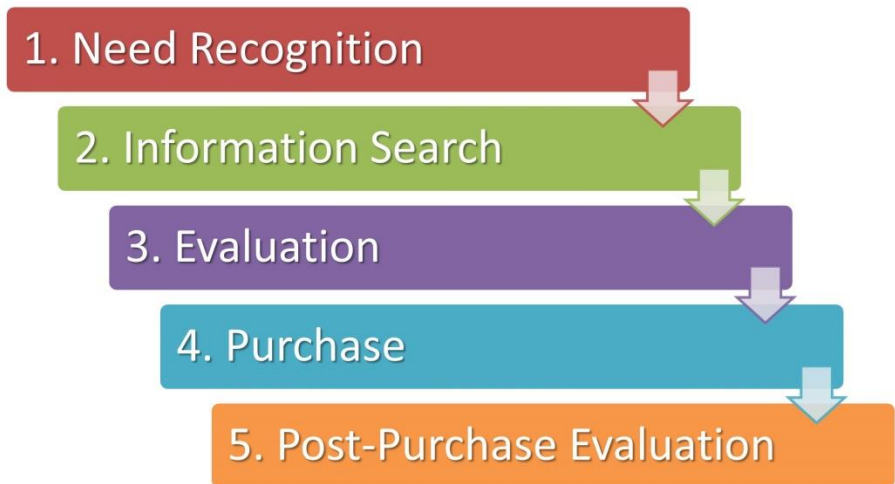 1. Need Recognition
2. Information Search
3. Evaluation
4. Purchase
5. Post-Purchase Evaluation